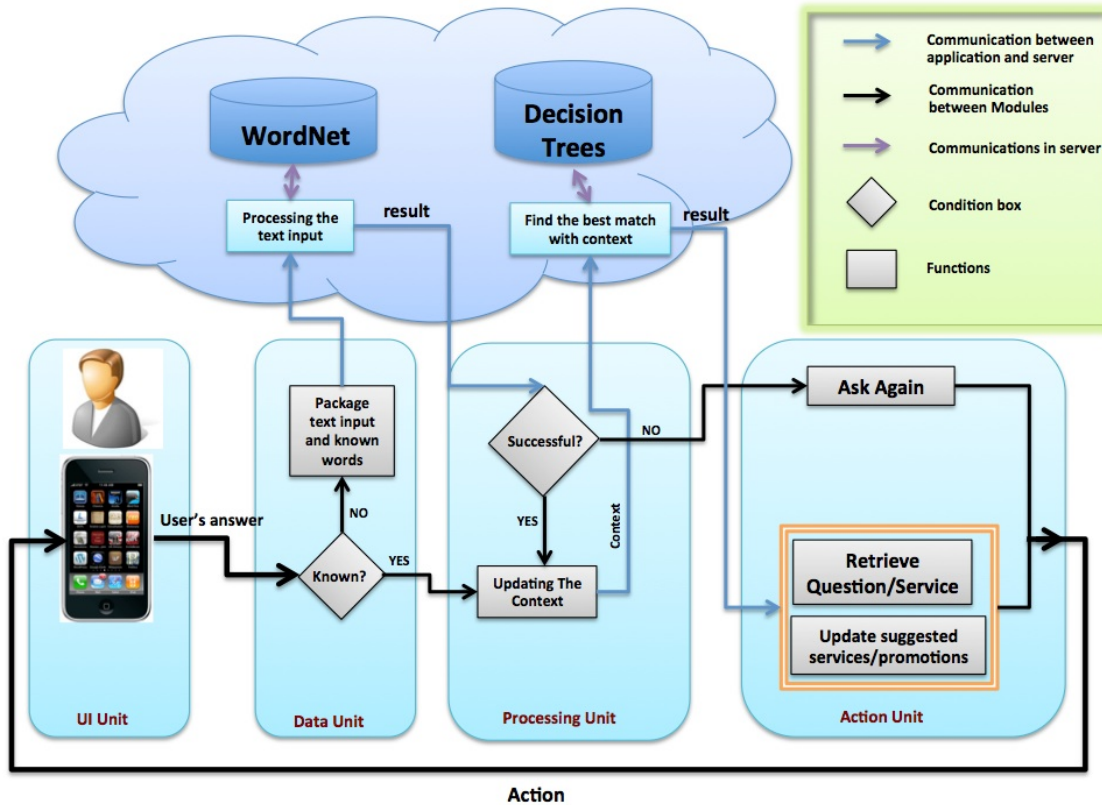 WordNet
Decision
Trees
Processing the
text input
result
Find the best match
with context
result
Communication between
application and server
Communication
between Modules
Communications in server
Condition box
Functions
Package
text input
and known
words
NO
User's answer
Known?
YES
Successful?
NO
YES
Context
Updating The
Context
Ask Again
Retrieve
Question/Service
Update suggested
services/promotions
UI Unit
Data Unit
Processing Unit
Action Unit
Action